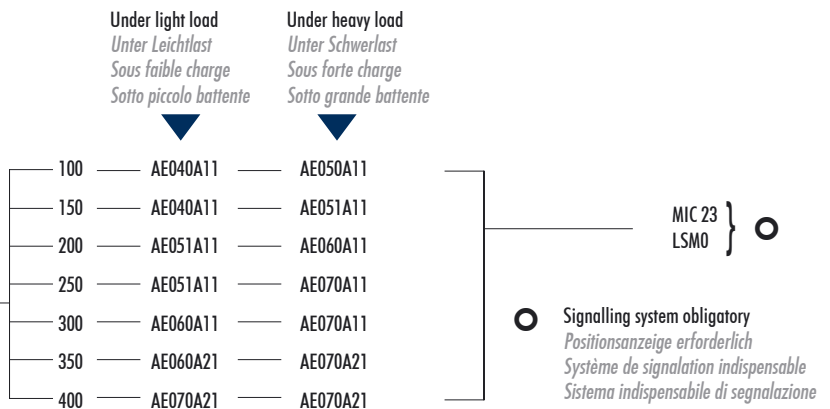 Under light load
Unter Leichtlast
Sous faible charge
Sotto piccolo battente
Under heavy load
Unter Schwerlast
Sous forte charge
Sotto grande battente
100 AE040A11 AE050A11
150 AE040A11 AE051A11
200 AE051A11 AE060A11
250 AE051A11 AE070A11
300 AE060A11 AE070A11
350 AE060A21 AE070A21
400 AE070A21 AE070A21
MIC 23
LSM0
Signalling system obligatory
Positionsanzeige erforderlich
Système de signalation indispensable
Sistema indispensabile di segnalazione